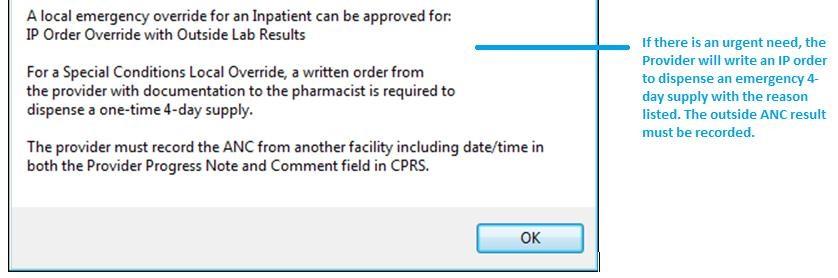 A local emergency override for an Inpatient can be approved for:
IP Order Override with Outside Lab Results
For a Special Conditions Local Override, a written order from
the provider with documentation to the pharmacist is required to
dispense a one-time 4-day supply.
The provider must record the ANC from another facility including date/time in
both the Provider Progress Note and Comment field in CPRS.
OK
If there is an urgent need, the
Provider will write an IP order
to dispense an emergency 4-
day supply with the reason
listed. The outside ANC result
must be recorded.